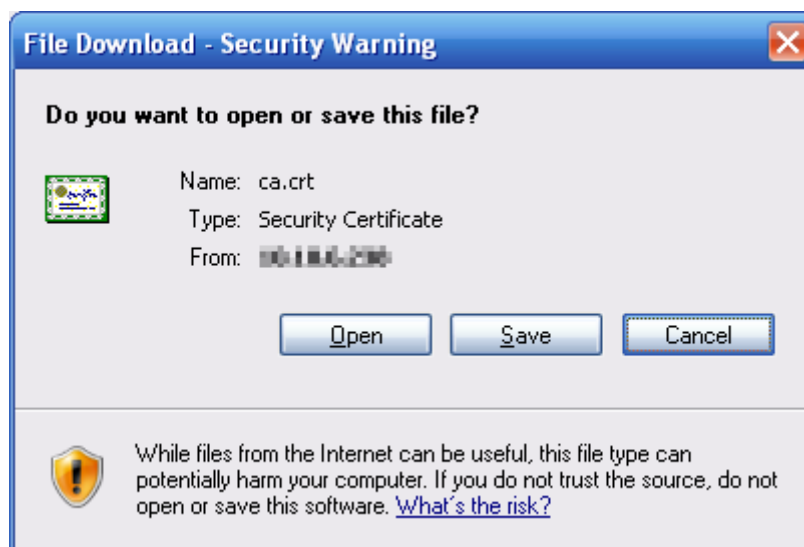 File Download - Security Warning
Do you want to open or save this file?
Name: ca.crt
Type: Security Certificate
From:
Open Save Cancel
While files from the Internet can be useful, this file type can
potentially harm your computer. If you do not trust the source, do not
open or save this software. What's the risk?